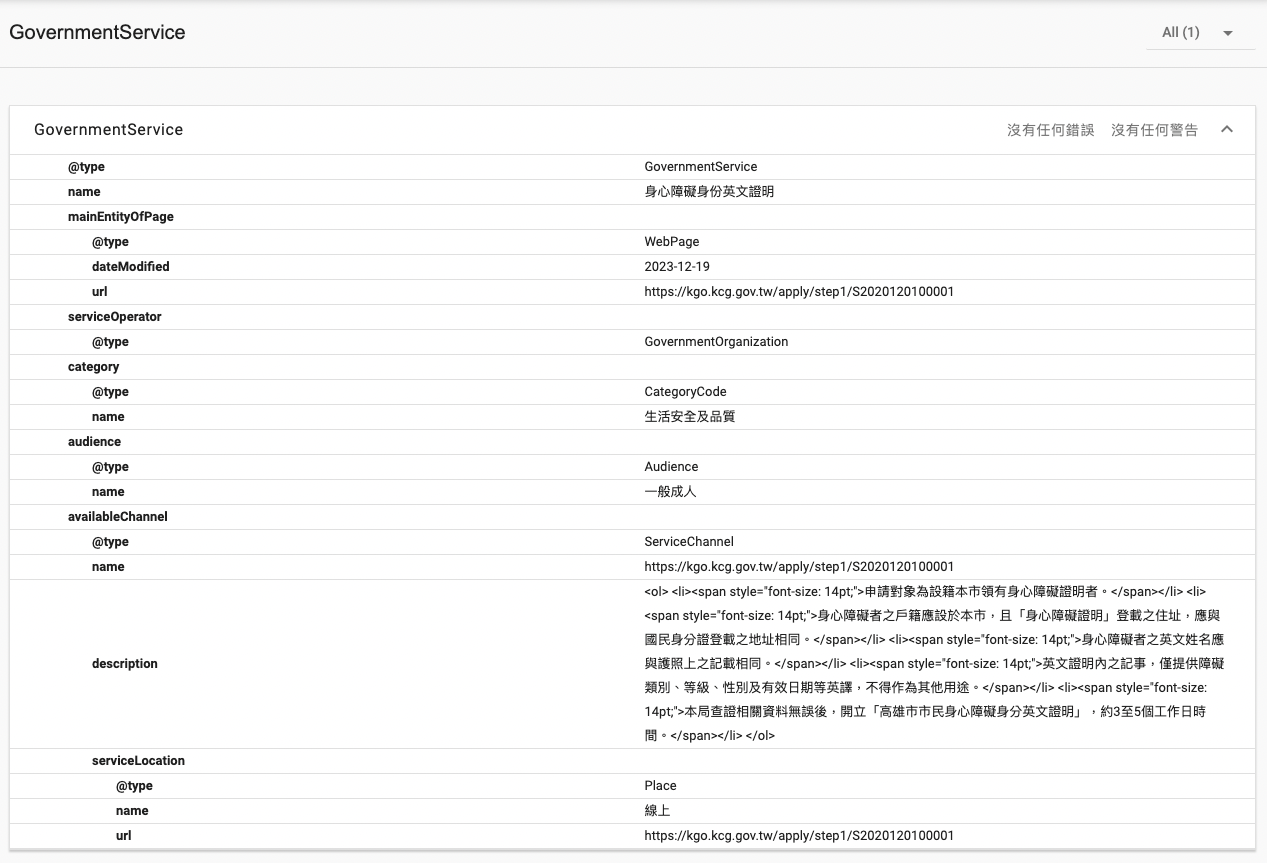 GovernmentService
All (1)
GovernmentService 沒有任何錯誤 沒有任何警告
@type GovernmentService
name 身心障礙身份英文證明
mainEntityOfPage
@type WebPage
dateModified 2023-12-19
url https://kgo.kcg.gov.tw/apply/step1/S2020120100001
serviceOperator
@type GovernmentOrganization
category
@type CategoryCode
name 生活安全及品質
audience
@type Audience
name 一般成人
availableChannel
@type ServiceChannel
name https://kgo.kcg.gov.tw/apply/step1/S2020120100001
description
<ol> <li><span style="font-size: 14pt;">申請對象為設籍本市領有身心障礙證明者。</span></li> <li>
<span style="font-size: 14pt;">身心障礙者之戶籍應設於本市，且「身心障礙證明」登載之住址，應與
國民身分證登載之地址相同。</span></li> <li><span style="font-size: 14pt;">身心障礙者之英文姓名應
與護照上之記載相同。</span></li> <li><span style="font-size: 14pt;">英文證明內之記事，僅提供障礙
類別、等級、性別及有效日期等英譯，不得作為其他用途。</span></li> <li><span style="font-size:
14pt;">本局查證相關資料無誤後，開立「高雄市市民身心障礙身分英文證明」，約3至5個工作日時
間。</span></li> </ol>
serviceLocation
@type Place
name 線上
url https://kgo.kcg.gov.tw/apply/step1/S2020120100001